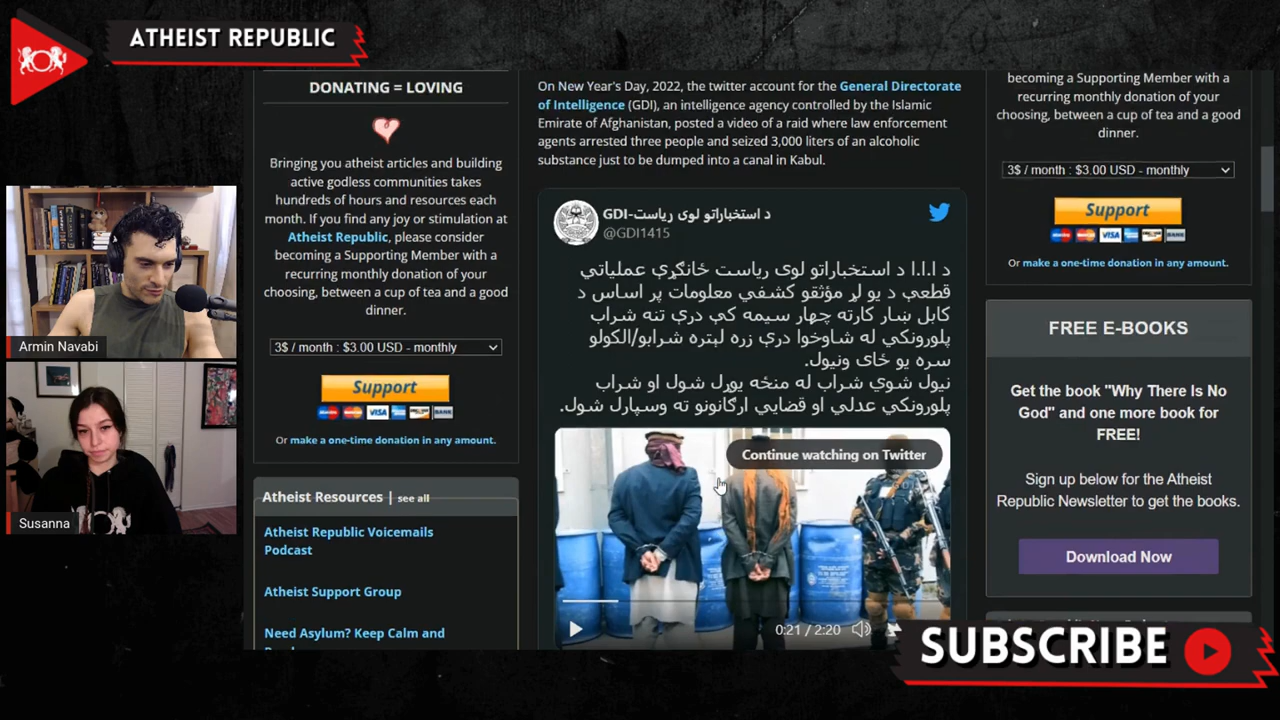 ATHEIST REPUBLIC
Armin Navabi
Susanna
DONATING = LOVING
Bringing you atheist articles and building
active godless communities takes
hundreds of hours and resources each
month. If you find any joy or stimulation at
Atheist Republic, please consider
becoming a Supporting Member with a
recurring monthly donation of your
choosing, between a cup of tea and a good
dinner.
3$ / month : $3.00 USD - monthly
Support
VISA
BANK
Or make a one-time donation in any amount.
Atheist Resources | see all
Atheist Republic Voicemails
Podcast
Atheist Support Group
Need Asylum? Keep Calm and
On New Year's Day, 2022, the twitter account for the General Directorate
of Intelligence (GDI), an intelligence agency controlled by the Islamic
Emirate of Afghanistan, posted a video of a raid where law enforcement
agents arrested three people and seized 3,000 liters of an alcoholic
substance just to be dumped into a canal in Kabul.
GDI-د استخباراتو لوی ریاست
@GDI1415
د ا.ا.ا د استخباراتو لوی ریاست ځانګړې عملیاتي
قطعې د یو لړ مؤثقو کشفي معلومات پر اساس د
کابل ښار کارته چهار سیمه کې درې تنه شراب
پلورونکي له شاوخوا درې زره لېتره شرابو/الکولو
سره یو ځای ونیول.
نیول شوي شراب له منځه یوړل شول او شراب
پلورونکي عدلي او قضایي ارګانونو ته وسپارل شول.
Continue watching on Twitter
0:21 / 2:20
becoming a Supporting Member with a
recurring monthly donation of your
choosing, between a cup of tea and a good
dinner.
3$ / month : $3.00 USD - monthly
Support
VISA
BANK
Or make a one-time donation in any amount.
FREE E-BOOKS
Get the book "Why There Is No
God" and one more book for
FREE!
Sign up below for the Atheist
Republic Newsletter to get the books.
Download Now
SUBSCRIBE